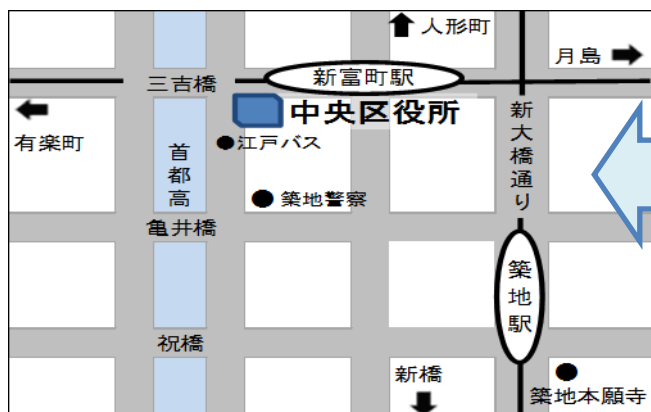 人形町
月島
新富町駅
三吉橋
中央区役所
有楽町
江戸バス
首都高
新大橋通り
築地警察
亀井橋
築地駅
祝橋
新橋
築地本願寺